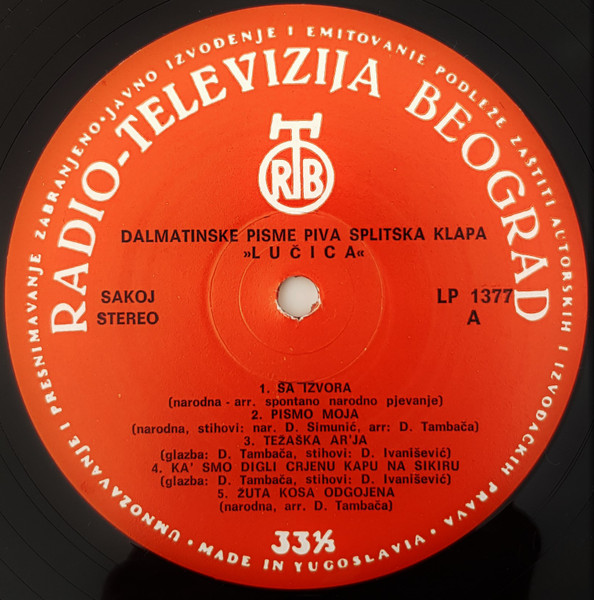 UMNOŽAVANJE I PRESNIMAVANJE ZABRANJENO • JAVNO IZVOĐENJE I EMITOVANJE PODLEŽE ZAŠTITI AUTORSKIH I IZVOĐAČKIH PRAVA •
RADIO-TELEVIZIJA BEOGRAD
RTB
DALMATINSKE PISME PIVA SPLITSKA KLAPA
»LUČICA«
SAKOJ
STEREO
LP 1377
A
1. SA IZVORA
(narodna - arr. spontano narodno pjevanje)
2. PISMO MOJA
(narodna, stihovi: nar. D. Simunić, arr: D. Tambača)
3. TEŽAŠKA AR'JA
(glazba: D. Tambača, stihovi: D. Ivanišević)
4. KA' SMO DIGLI CRJENU KAPU NA SIKIRU
(glazba: D. Tambača, stihovi: D. Ivanišević)
5. ŽUTA KOSA ODGOJENA
(narodna, arr. D. Tambača)
33⅓
MADE IN YUGOSLAVIA •